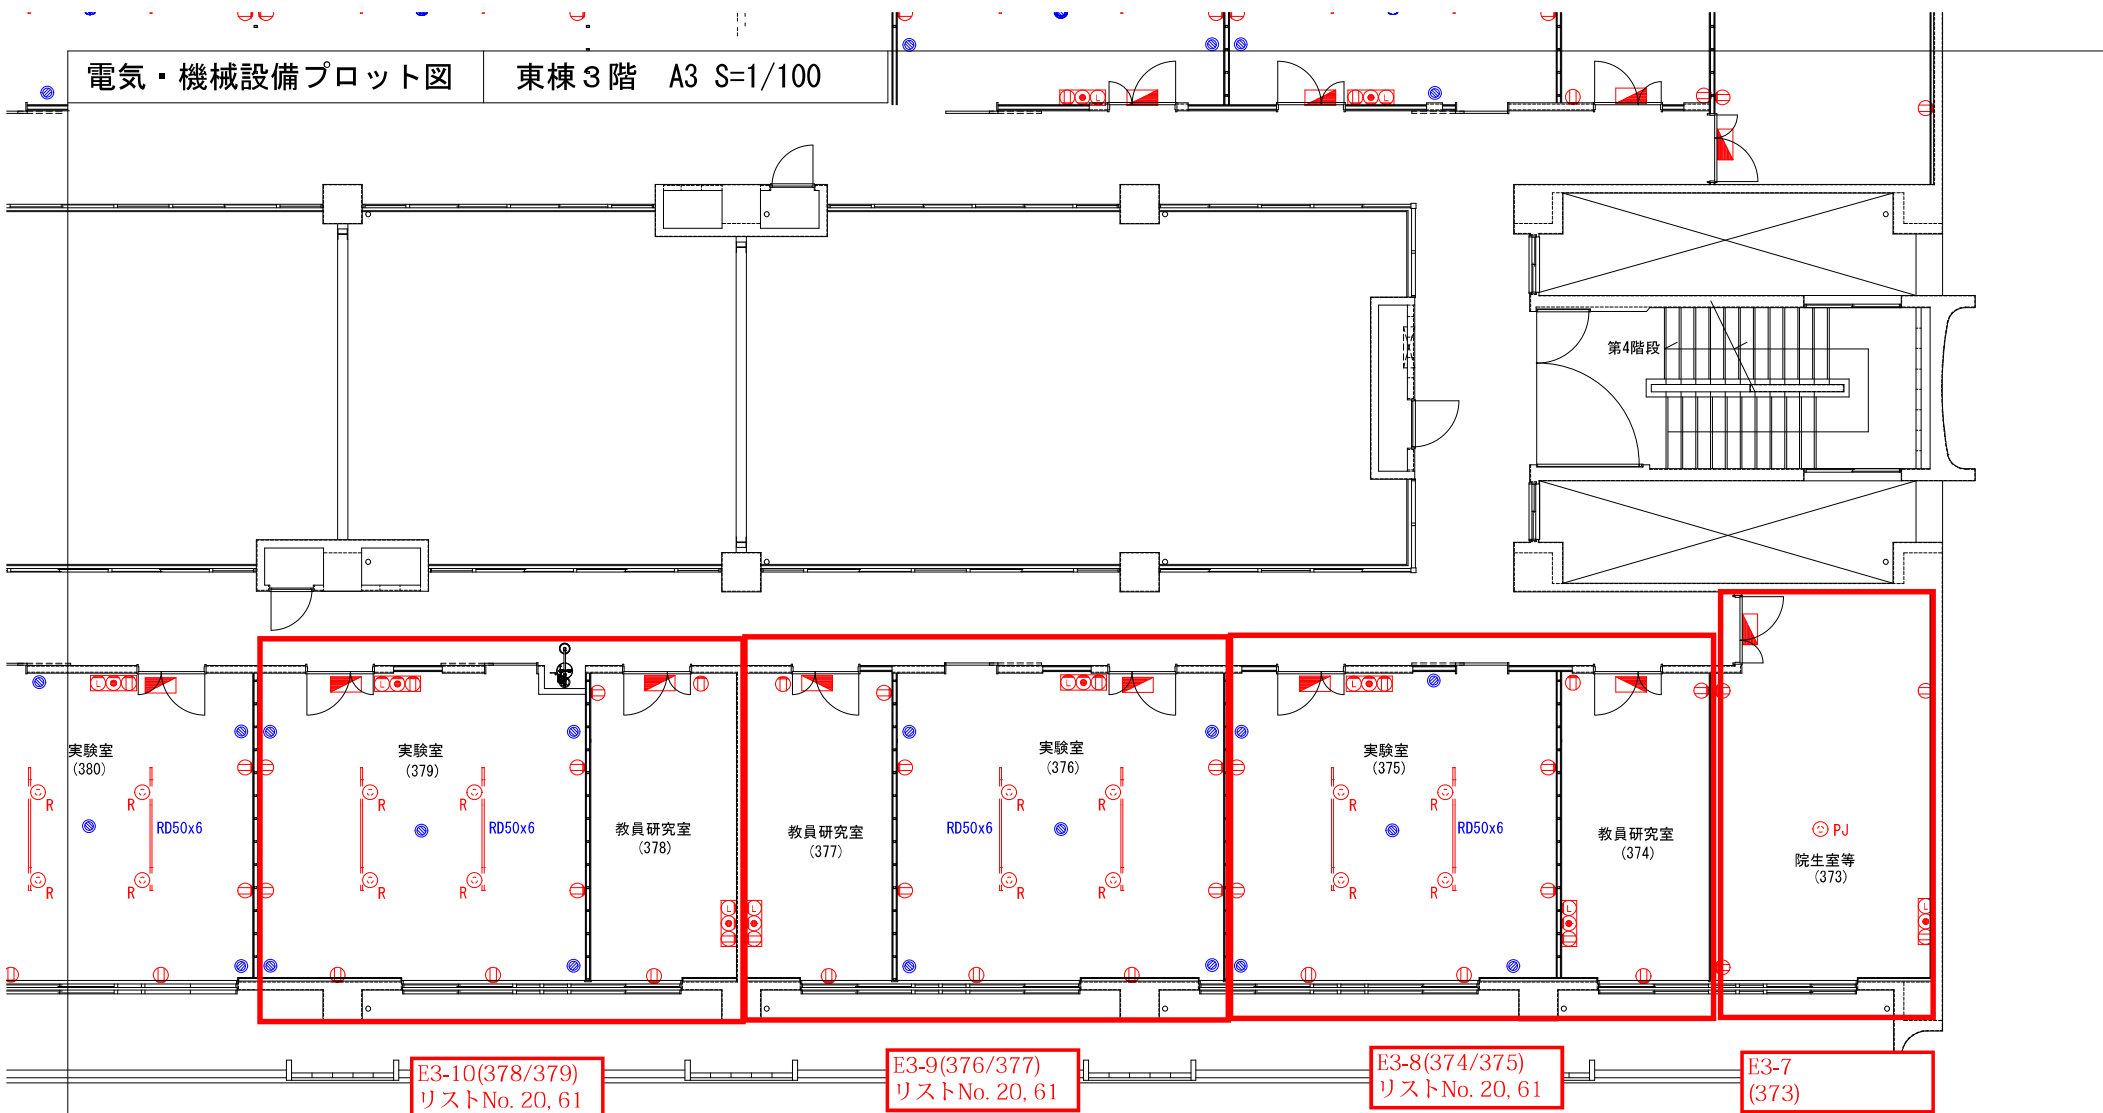 電気・機械設備プロット図 東棟３階 A3 S=1/100
第4階段
実験室
(380)
実験室
(379)
教員研究室
(378)
教員研究室
(377)
実験室
(376)
実験室
(375)
教員研究室
(374)
院生室等
(373)
PJ
R R
R R
RD50x6
R R
R R
RD50x6
RD50x6
R R
R R
R R
R R
RD50x6
L
L
L
L
L
L
L
L
L
E3-10(378/379)
リストNo. 20, 61
E3-9(376/377)
リストNo. 20, 61
E3-8(374/375)
リストNo. 20, 61
E3-7
(373)